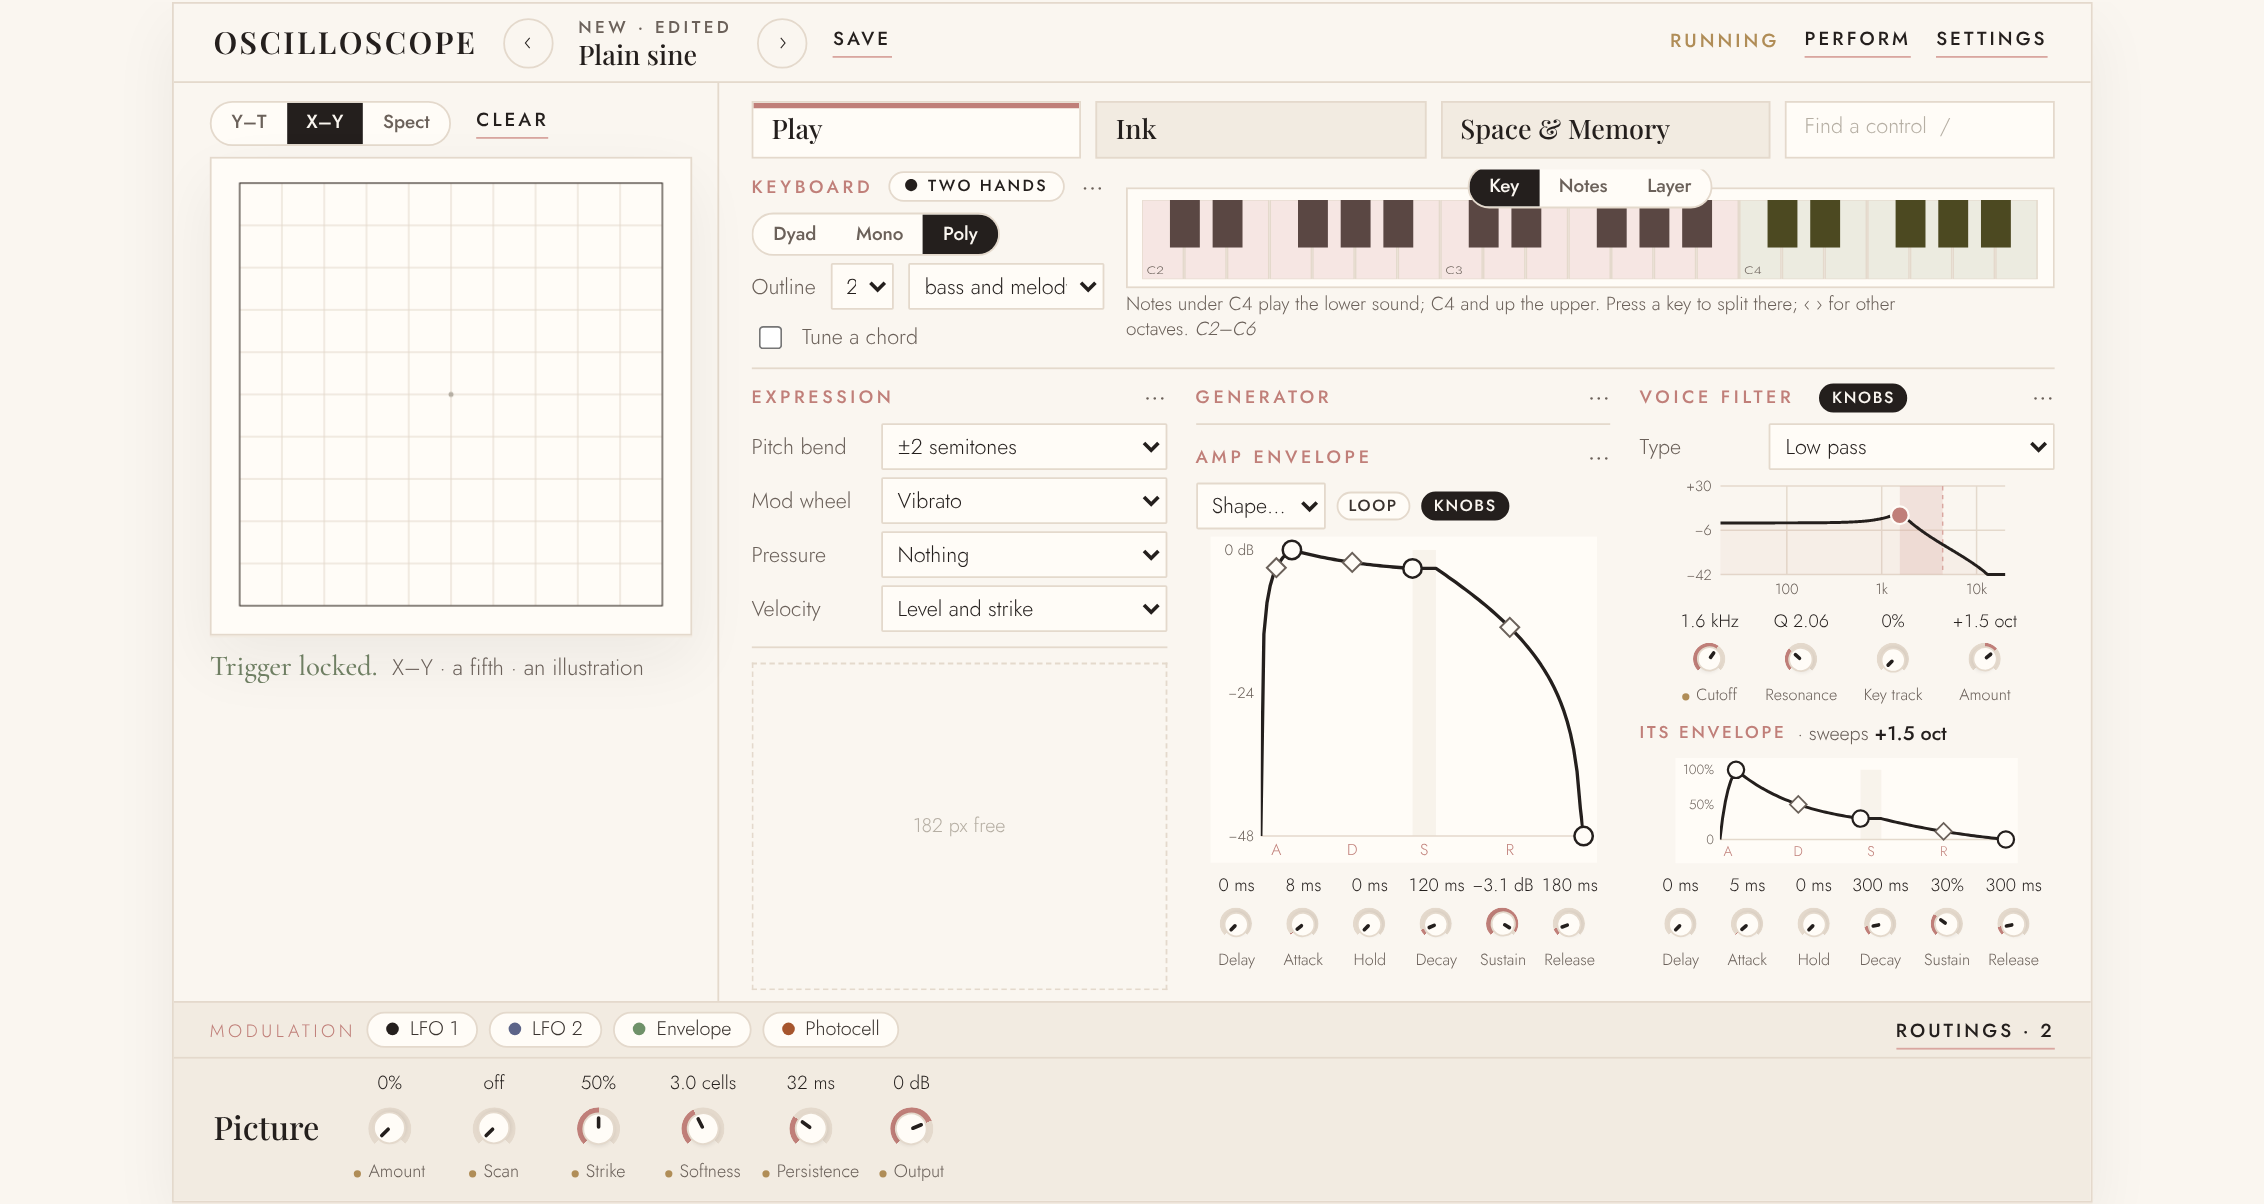 OSCILLOSCOPE ‹ NEW · EDITED › SAVE RUNNING PERFORM SETTINGS
Plain sine
Y–T X–Y Spect CLEAR
Play Ink Space & Memory Find a control /
KEYBOARD TWO HANDS ···
Key Notes Layer
Dyad Mono Poly
C2 C3 C4
Outline 2 bass and melod
Notes under C4 play the lower sound; C4 and up the upper. Press a key to split there; ‹ › for other
octaves. C2–C6
Tune a chord
Trigger locked. X–Y · a fifth · an illustration
EXPRESSION ···
Pitch bend ±2 semitones
Mod wheel Vibrato
Pressure Nothing
Velocity Level and strike
182 px free
GENERATOR ···
AMP ENVELOPE ···
Shape... LOOP KNOBS
0 dB
−24
−48
A D S R
0 ms 8 ms 0 ms 120 ms −3.1 dB 180 ms
Delay Attack Hold Decay Sustain Release
VOICE FILTER KNOBS ···
Type Low pass
+30
−6
−42
100 1k 10k
1.6 kHz Q 2.06 0% +1.5 oct
Cutoff Resonance Key track Amount
ITS ENVELOPE · sweeps +1.5 oct
100%
50%
0
A D S R
0 ms 5 ms 0 ms 300 ms 30% 300 ms
Delay Attack Hold Decay Sustain Release
MODULATION LFO 1 LFO 2 Envelope Photocell ROUTINGS · 2
0% off 50% 3.0 cells 32 ms 0 dB
Picture
Amount Scan Strike Softness Persistence Output